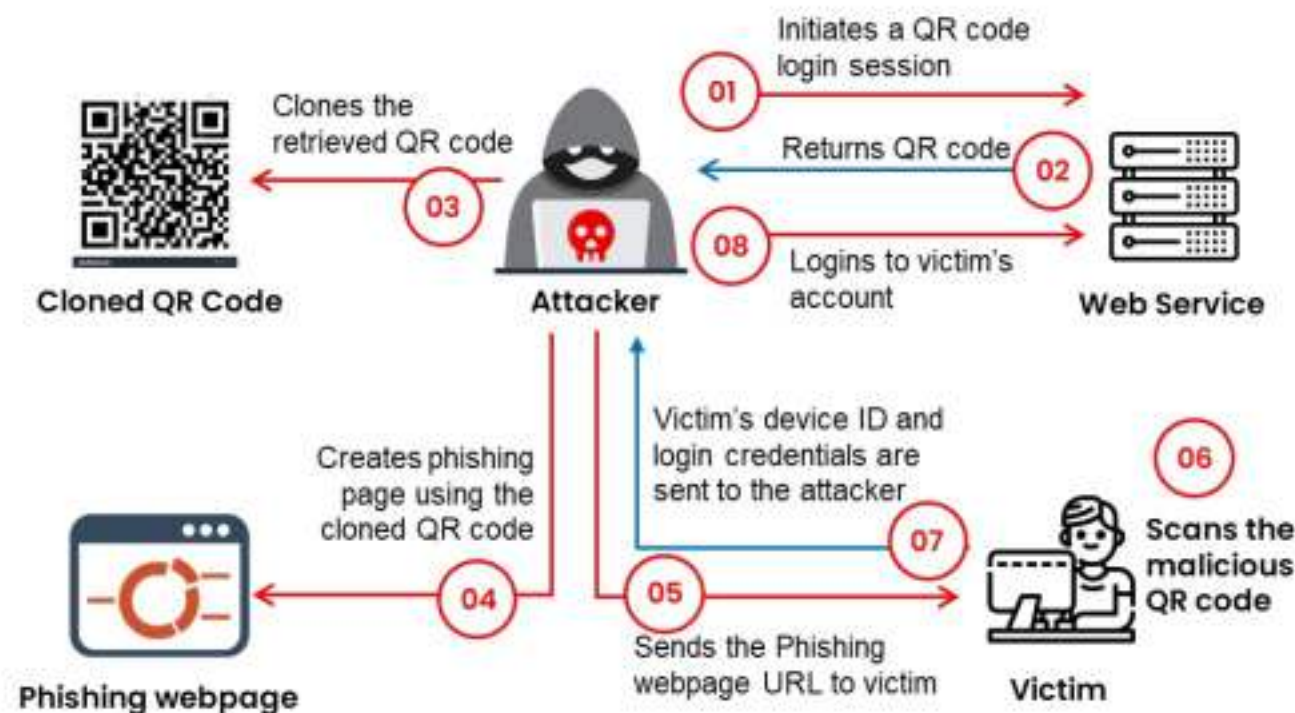 Initiates a QR code
login session
01
Clones the
retrieved QR code
Returns QR code
02
03
08
Logins to victim's
account
Cloned QR Code
Attacker
Web Service
Victim's device ID and
login credentials are
sent to the attacker
06
Creates phishing
page using the
cloned QR code
Scans the
malicious
QR code
07
04
05
Sends the Phishing
webpage URL to victim
Phishing webpage
Victim